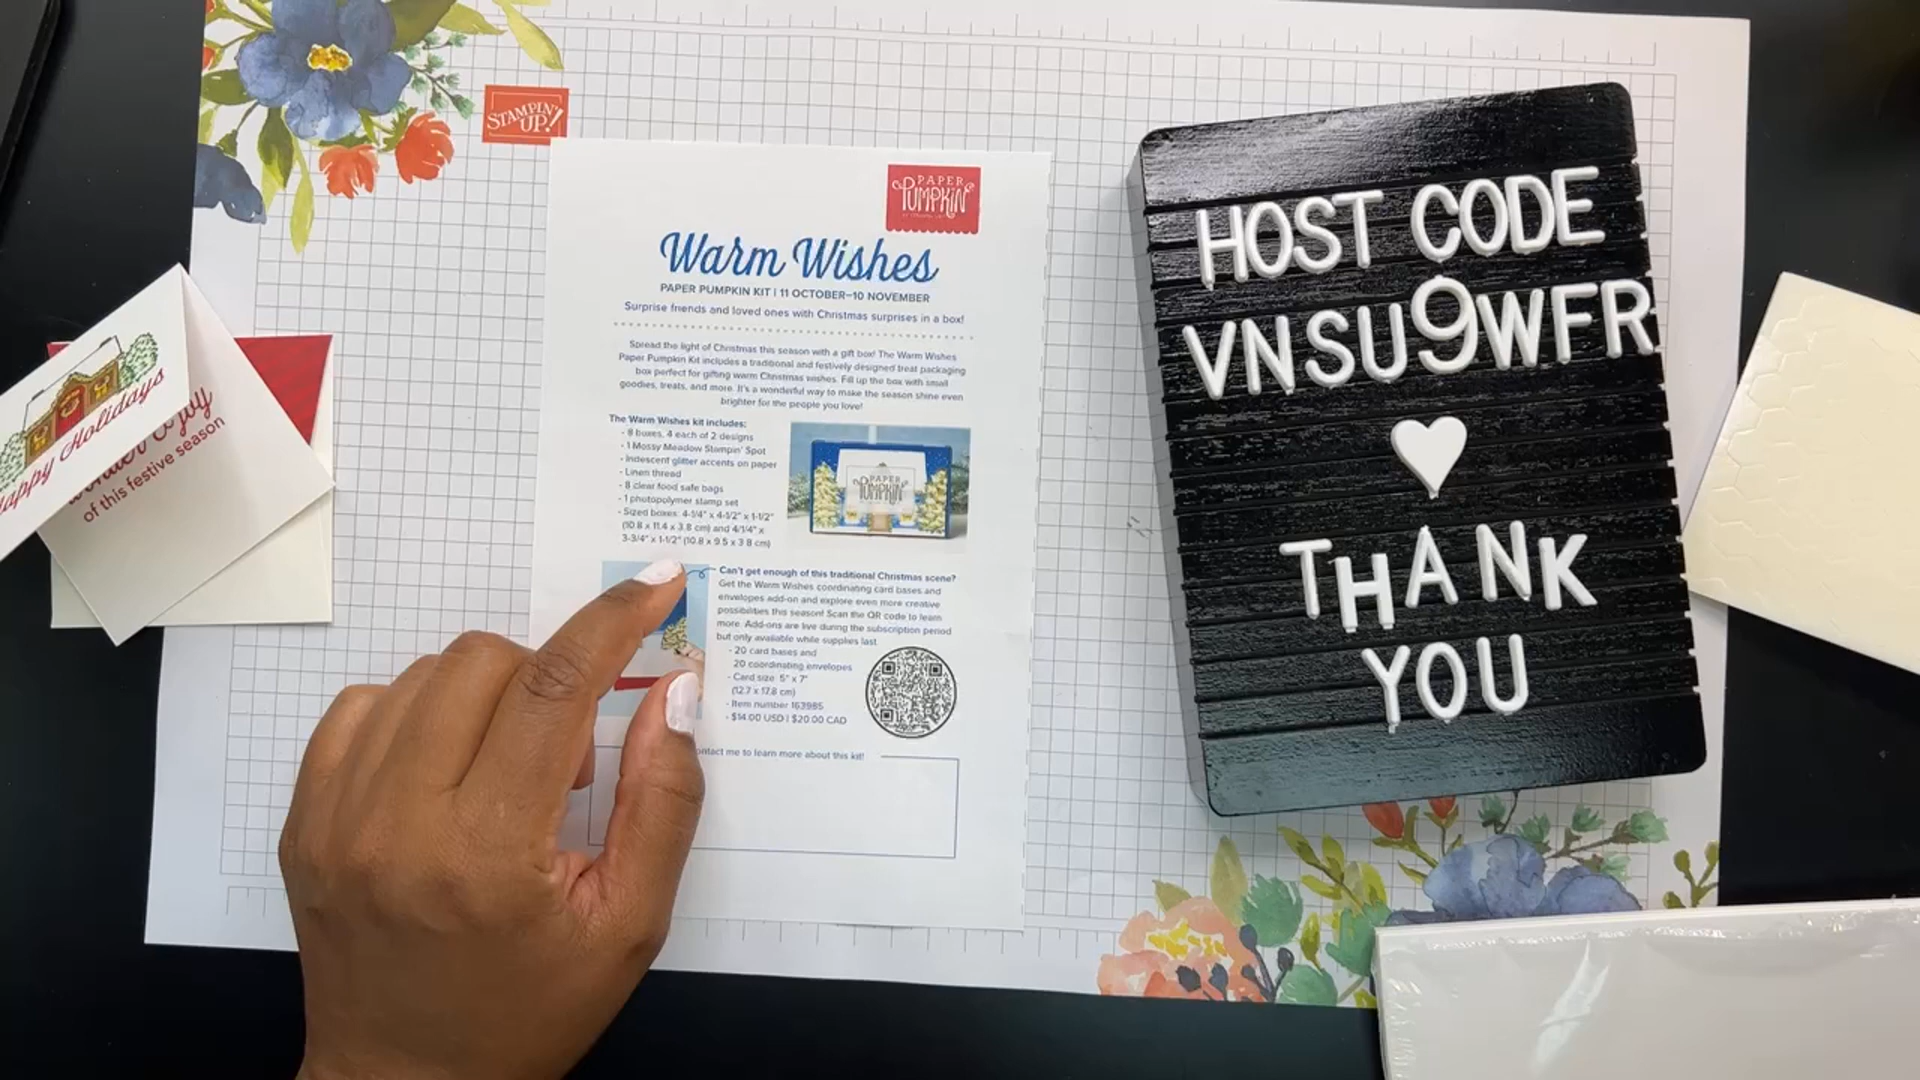 STAMPIN' UP!
PAPER
PUMPKIN
Warm Wishes
PAPER PUMPKIN KIT | 11 OCTOBER–10 NOVEMBER
Surprise friends and loved ones with Christmas surprises in a box!
Spread the light of Christmas this season with a gift box! The Warm Wishes
Paper Pumpkin Kit includes a traditional and festively designed treat packaging
box perfect for gifting warm Christmas wishes. Fill up the box with small
goodies, treats, and more. It's a wonderful way to make the season shine even
brighter for the people you love!
The Warm Wishes kit includes:
- 8 boxes, 4 each of 2 designs
- 1 Mossy Meadow Stampin' Spot
- Iridescent glitter accents on paper
- Linen thread
- 8 clear food safe bags
- 1 photopolymer stamp set
- Sized boxes: 4-1/4" x 4-1/2" x 1-1/2"
(10.8 x 11.4 x 3.8 cm) and 4/1/4" x
3-3/4" x 1-1/2" (10.8 x 9.5 x 3.8 cm)
PAPER
PUMPKIN
Can't get enough of this traditional Christmas scene?
Get the Warm Wishes coordinating card bases and
envelopes add-on and explore even more creative
possibilities this season! Scan the QR code to learn
more. Add-ons are live during the subscription period
but only available while supplies last.
- 20 card bases and
20 coordinating envelopes
- Card size: 5" x 7"
(12.7 x 17.8 cm)
- Item number 163985
- $14.00 USD | $20.00 CAD
me to learn more about this kit!
HOST CODE
VNSU9WFR
THANK
YOU
Happy Holidays
& joy
of this festive season